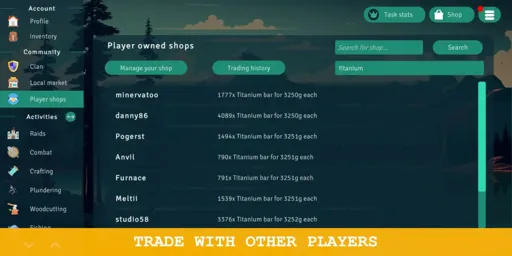 Account
Profile
Inventory
Community
Clan
Local market
Player shops
Activities
Raids
Combat
Crafting
Plundering
Woodcutting
Fishing
Task stats
Shop
Player owned shops
Search for shop...
Search
Manage your shop
Trading history
titanium
minervatoo 1777x Titanium bar for 3250g each
danny86 4089x Titanium bar for 3250g each
Pogerst 1494x Titanium bar for 3251g each
Anvil 790x Titanium bar for 3251g each
Furnace 791x Titanium bar for 3251g each
Meltii 1539x Titanium bar for 3251g each
studio58 3376x Titanium bar for 3252g each
TRADE WITH OTHER PLAYERS